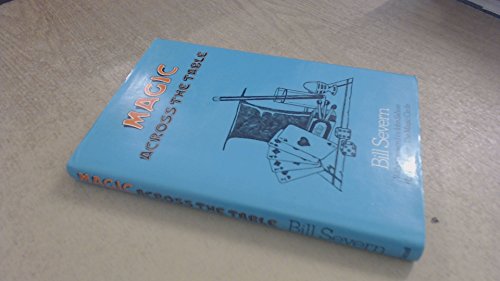 MAGIC
ACROSS THE TABLE
Bill Severn
MAGIC ACROSS THE TABLE Bill Severn